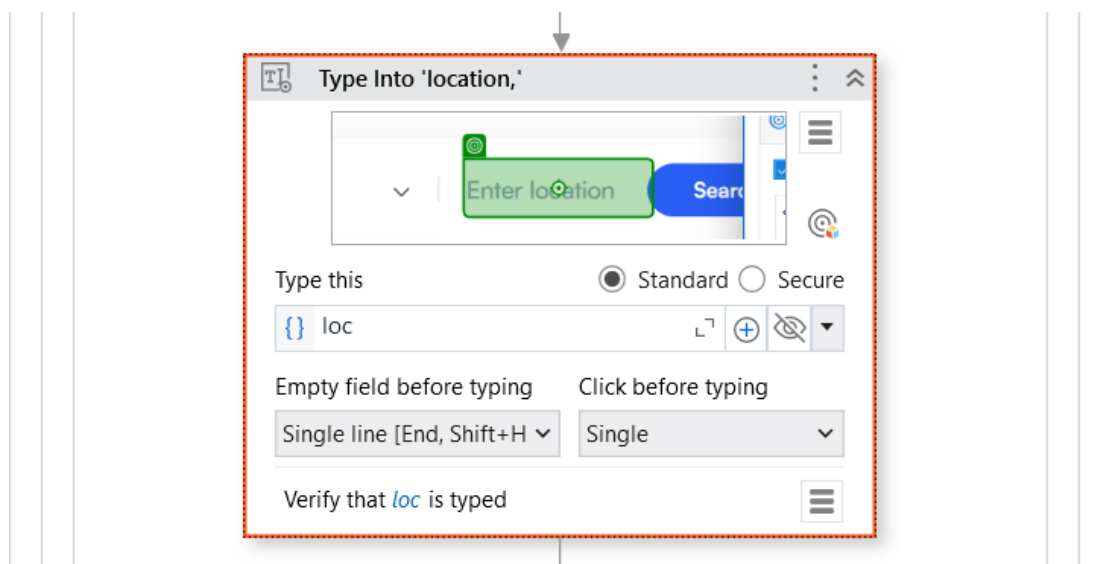 Type Into 'location,'
Enter location
Sear
Type this
Standard
Secure
{} loc
Empty field before typing
Click before typing
Single line [End, Shift+H
Single
Verify that loc is typed